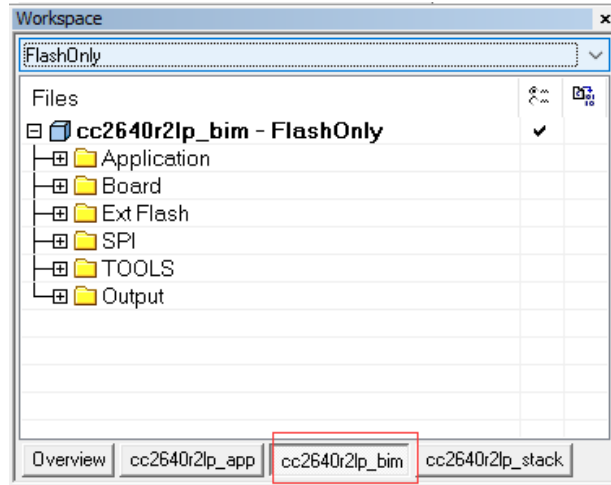 Workspace
FlashOnly
Files
cc2640r2lp_bim - FlashOnly
Application
Board
Ext Flash
SPI
TOOLS
Output
Overview cc2640r2lp_app cc2640r2lp_bim cc2640r2lp_stack